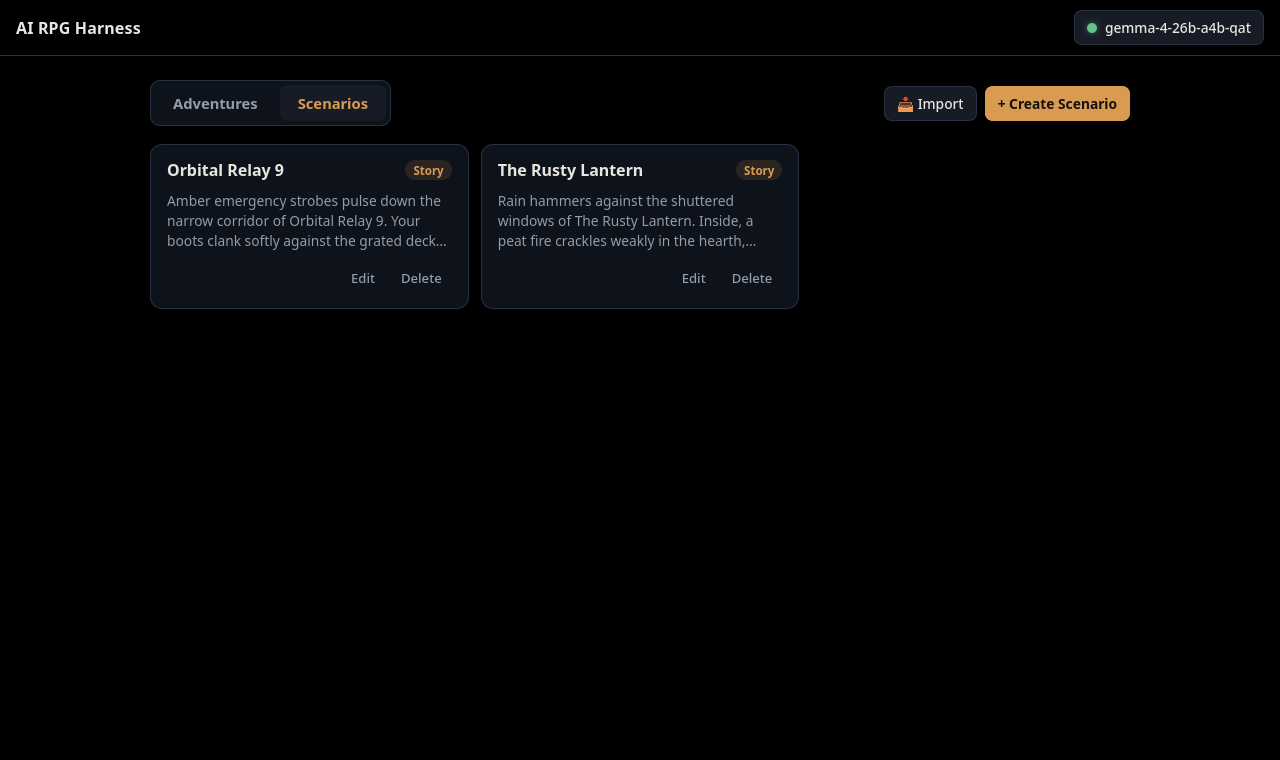 AI RPG Harness
gemma-4-26b-a4b-qat
Adventures
Scenarios
Import
+ Create Scenario
Orbital Relay 9
Story
Amber emergency strobes pulse down the
narrow corridor of Orbital Relay 9. Your
boots clank softly against the grated deck...
Edit
Delete
The Rusty Lantern
Story
Rain hammers against the shuttered
windows of The Rusty Lantern. Inside, a
peat fire crackles weakly in the hearth,...
Edit
Delete